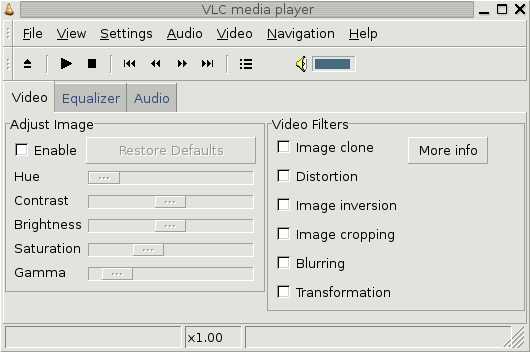 VLC media player
File View Settings Audio Video Navigation Help
Video Equalizer Audio
Adjust Image
Enable Restore Defaults
Hue
Contrast
Brightness
Saturation
Gamma
Video Filters
Image clone More info
Distortion
Image inversion
Image cropping
Blurring
Transformation
x1.00